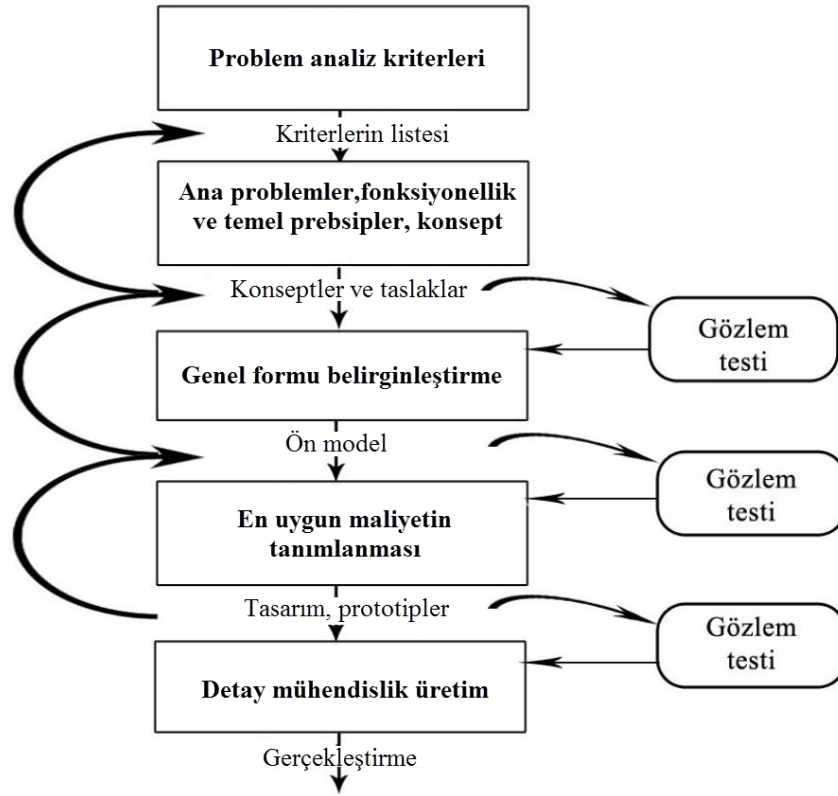 Problem analiz kriterleri
Kriterlerin listesi
Ana problemler,fonksiyonellik
ve temel prebsipler, konsept
Konseptler ve taslaklar
Gözlem
testi
Genel formu belirginleştirme
Ön model
Gözlem
testi
En uygun maliyetin
tanımlanması
Tasarım, prototipler
Gözlem
testi
Detay mühendislik üretim
Gerçekleştirme